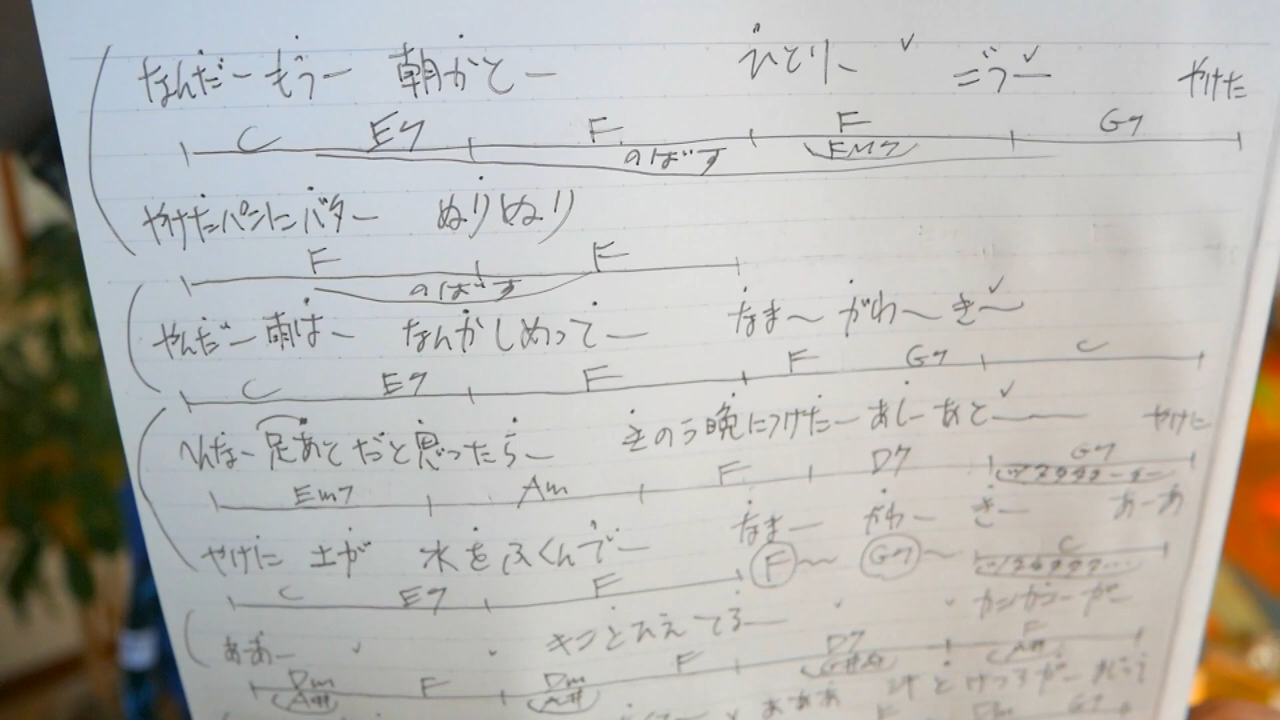 なんだーもうー 朝かとー ひとりー ごうー やけた
C E7 F F G7
のばす EM7
やけたパンにバター ぬりぬり
F F
のばす
やんだー雨はー なんかしめってー なま～がわ～き～
C E7 F F G7 C
へんなー足あとだと思ったらー きのう晩につけたーあしーあとー やけに
Em7 Am F D7 G7
やけに 土が 水をふくんでー なまー がわー きー あーあ
C E7 F F～ G7～ C
ああー キンとひえてるー
Dm F Dm F D7 F
A# A#
あああ
G7